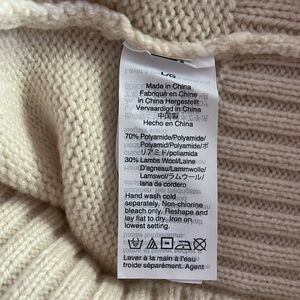 L/G
Made in China
Fabriqué en Chine
in China Hergestellt
Vervaardigd in China
中国製
Hecho en China
70% Polyamide/Polyamide/
Polyamid/Polyamide/ポ
リアミド/poliamida
30% Lambs Wool/Laine
D'agneau/Lammwolle/
Lamswol/ラムウール/
lana de cordero
Hand wash cold
separately. Non-chlorine
bleach only. Reshape and
lay flat to dry. Iron on
lowest setting.
Laver à la main à l'eau
froide séparément. Agent